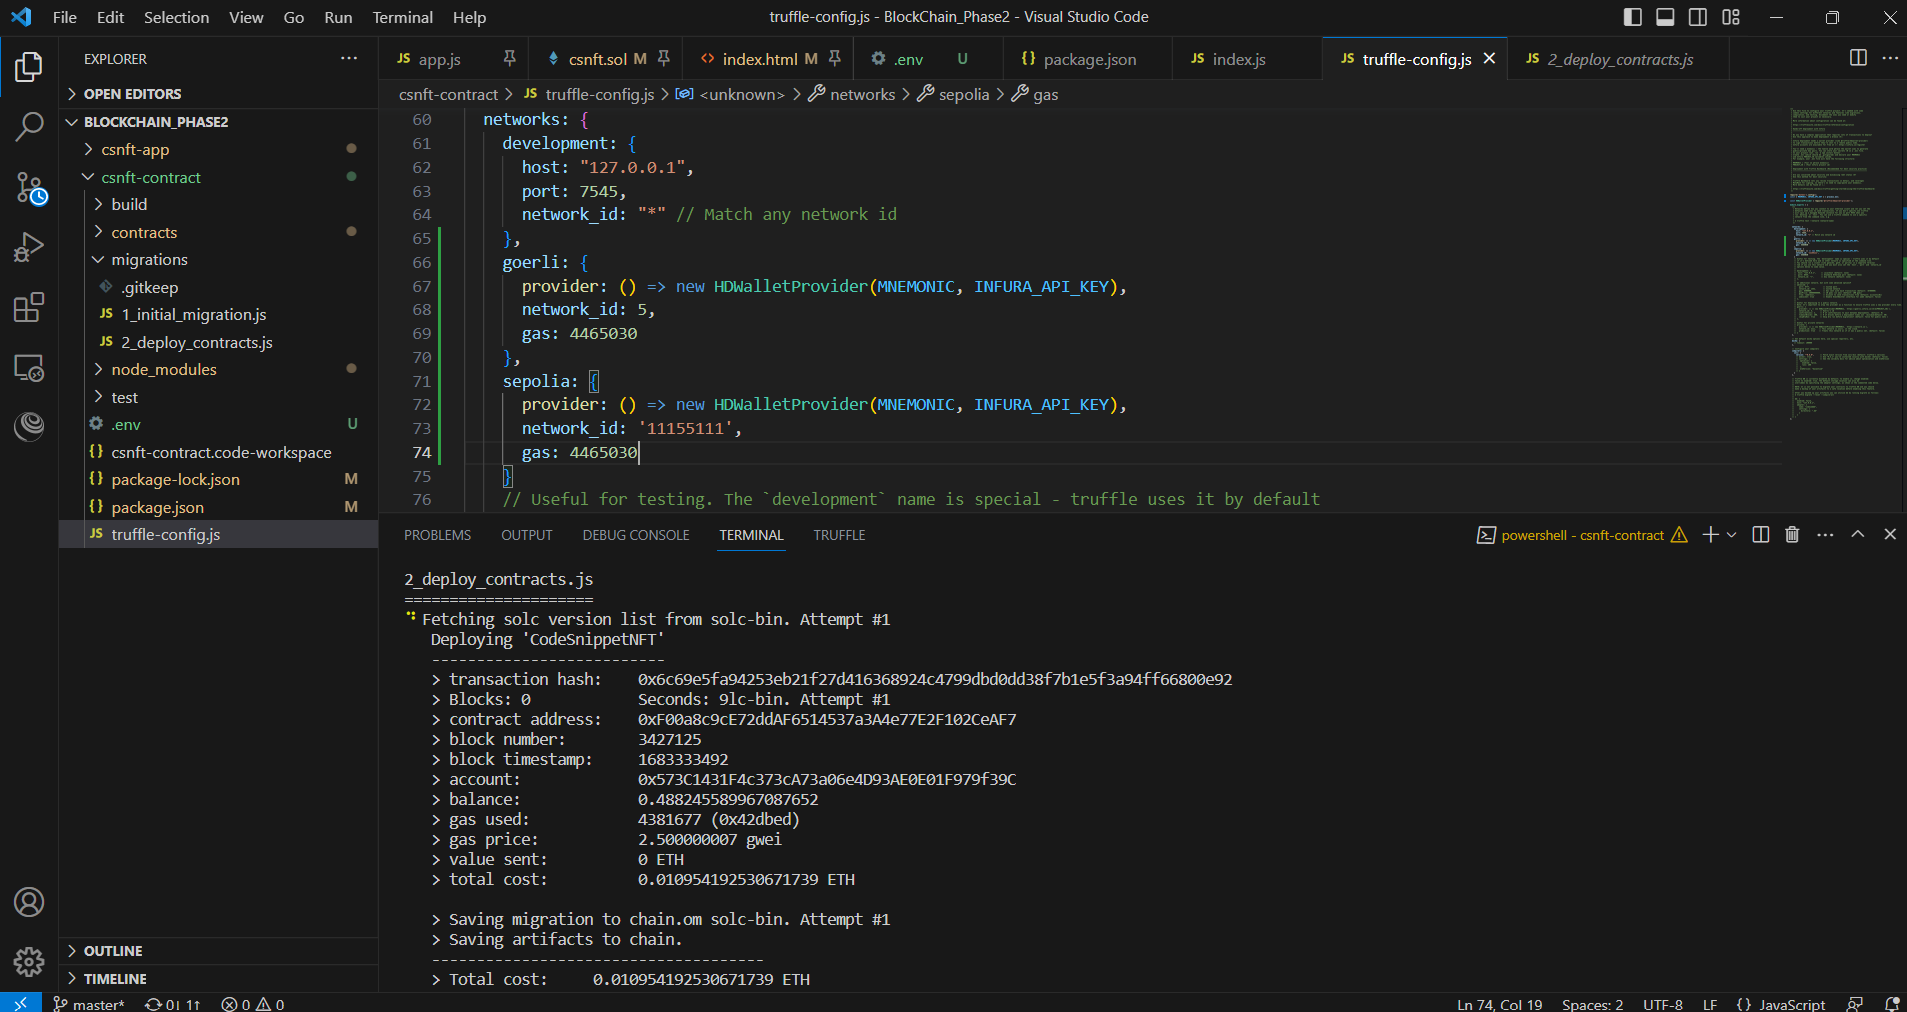 File Edit Selection View Go Run Terminal Help
truffle-config.js - BlockChain_Phase2 - Visual Studio Code
EXPLORER
OPEN EDITORS
BLOCKCHAIN_PHASE2
csnft-app
csnft-contract
build
contracts
migrations
.gitkeep
JS 1_initial_migration.js
JS 2_deploy_contracts.js
node_modules
test
.env U
csnft-contract.code-workspace
{} package-lock.json M
{} package.json M
JS truffle-config.js
OUTLINE
TIMELINE
JS app.js
csnft.sol M
<> index.html M
.env U
{} package.json
JS index.js
JS truffle-config.js
JS 2_deploy_contracts.js
csnft-contract > JS truffle-config.js > <unknown> > networks > sepolia > gas
60 networks: {
61 development: {
62 host: "127.0.0.1",
63 port: 7545,
64 network_id: "*" // Match any network id
65 },
66 goerli: {
67 provider: () => new HDWalletProvider(MNEMONIC, INFURA_API_KEY),
68 network_id: 5,
69 gas: 4465030
70 },
71 sepolia: {
72 provider: () => new HDWalletProvider(MNEMONIC, INFURA_API_KEY),
73 network_id: '11155111',
74 gas: 4465030
75 }
76 // Useful for testing. The `development` name is special - truffle uses it by default
PROBLEMS OUTPUT DEBUG CONSOLE TERMINAL TRUFFLE
powershell - csnft-contract
2_deploy_contracts.js
=====================
Fetching solc version list from solc-bin. Attempt #1
Deploying 'CodeSnippetNFT'
--------------------------
> transaction hash: 0x6c69e5fa94253eb21f27d416368924c4799dbd0dd38f7b1e5f3a94ff66800e92
> Blocks: 0 Seconds: 9lc-bin. Attempt #1
> contract address: 0xF00a8c9cE72ddAF6514537a3A4e77E2F102CeAF7
> block number: 3427125
> block timestamp: 1683333492
> account: 0x573C1431F4c373cA73a06e4D93AE0E01F979f39C
> balance: 0.488245589967087652
> gas used: 4381677 (0x42dbed)
> gas price: 2.500000007 gwei
> value sent: 0 ETH
> total cost: 0.010954192530671739 ETH
> Saving migration to chain.om solc-bin. Attempt #1
> Saving artifacts to chain.
-------------------------------------
> Total cost: 0.010954192530671739 ETH
master* 0↓ 1↑ 0 0
Ln 74, Col 19 Spaces: 2 UTF-8 LF {} JavaScript